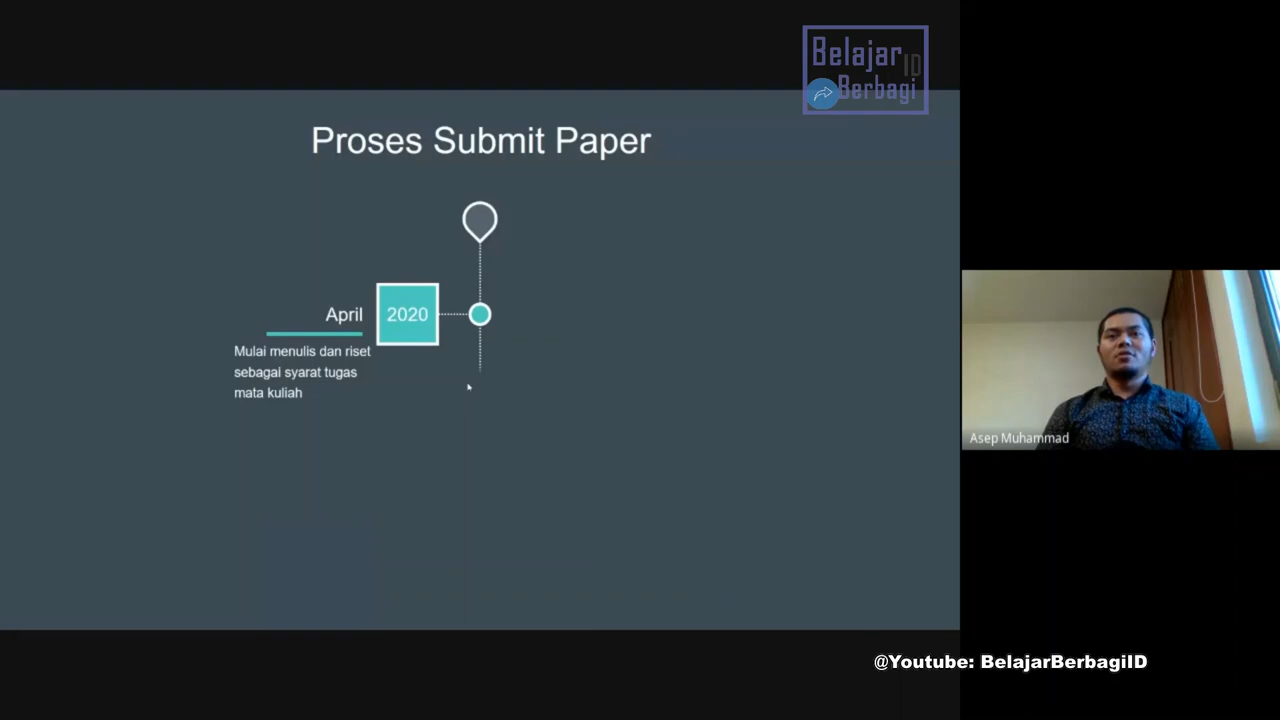 Belajar
ID
Berbagi
Proses Submit Paper
April
2020
Mulai menulis dan riset
sebagai syarat tugas
mata kuliah
Asep Muhammad
@Youtube: BelajarBerbagiID